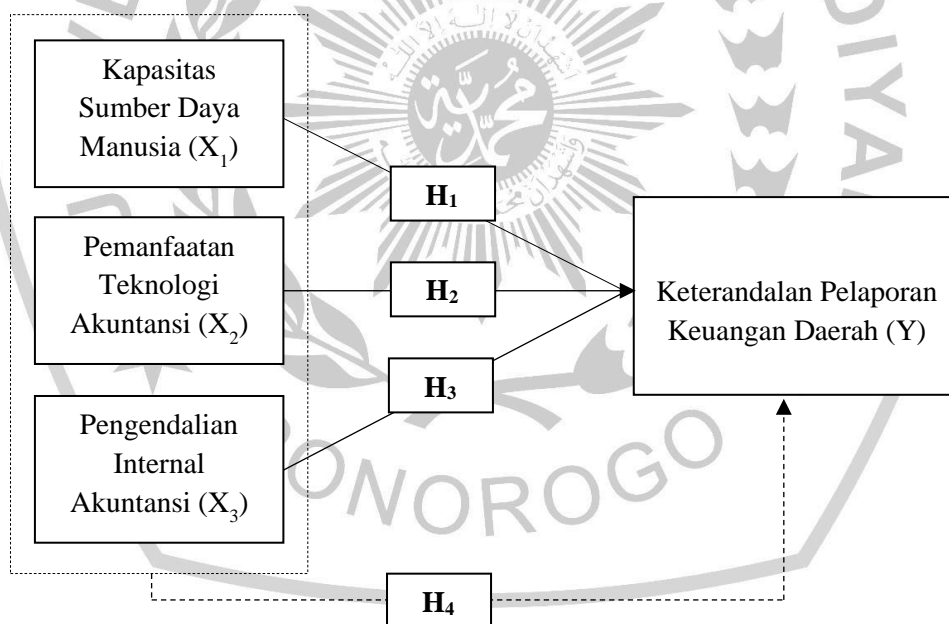 Kapasitas
Sumber Daya
Manusia (X₁)
H₁
Pemanfaatan
Teknologi
Akuntansi (X₂)
H₂
Keterandalan Pelaporan
Keuangan Daerah (Y)
H₃
Pengendalian
Internal
Akuntansi (X₃)
H₄
PONOROGO